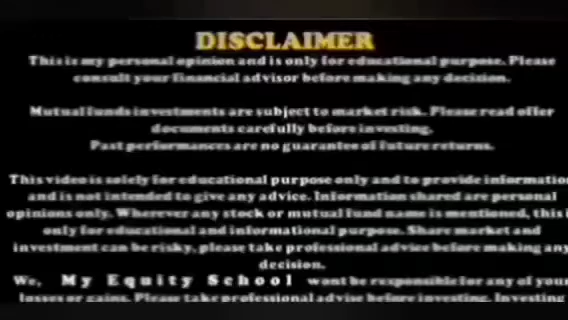 DISCLAIMER
This is my personal opinion and is only for educational purpose. Please
consult your financial advisor before making any decision.
Mutual funds investments are subject to market risk. Please read offer
documents carefully before investing.
Past performances are no guarantee of future returns.
This video is solely for educational purpose only and to provide informatio
and is not intended to give any advice. Information shared are personal
opinions only. Wherever any stock or mutual fund name is mentioned, this i
only for educational and informational purpose. Share market and
investment can be risky, please take professional advice before making any
decision.
We, My Equity School wont be responsible for any of your
losses or gains. Please take professional advise before investing. Investing